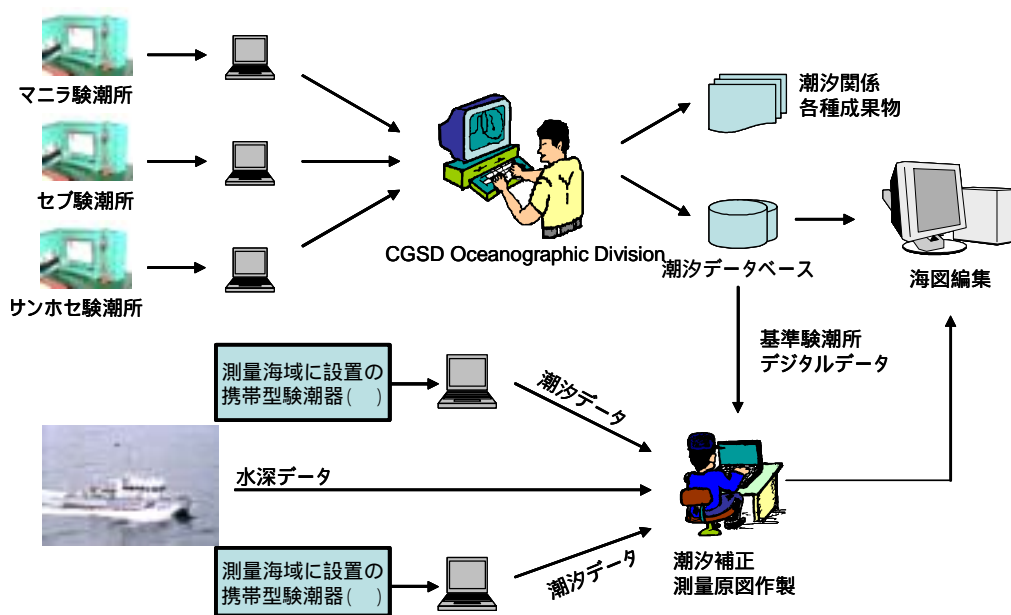 マニラ験潮所
セブ験潮所
サンホセ験潮所
CGSD Oceanographic Division
潮汐関係
各種成果物
潮汐データベース
海図編集
基準験潮所
デジタルデータ
測量海域に設置の
携帯型験潮器( )
潮汐データ
水深データ
測量海域に設置の
携帯型験潮器( )
潮汐データ
潮汐補正
測量原図作製